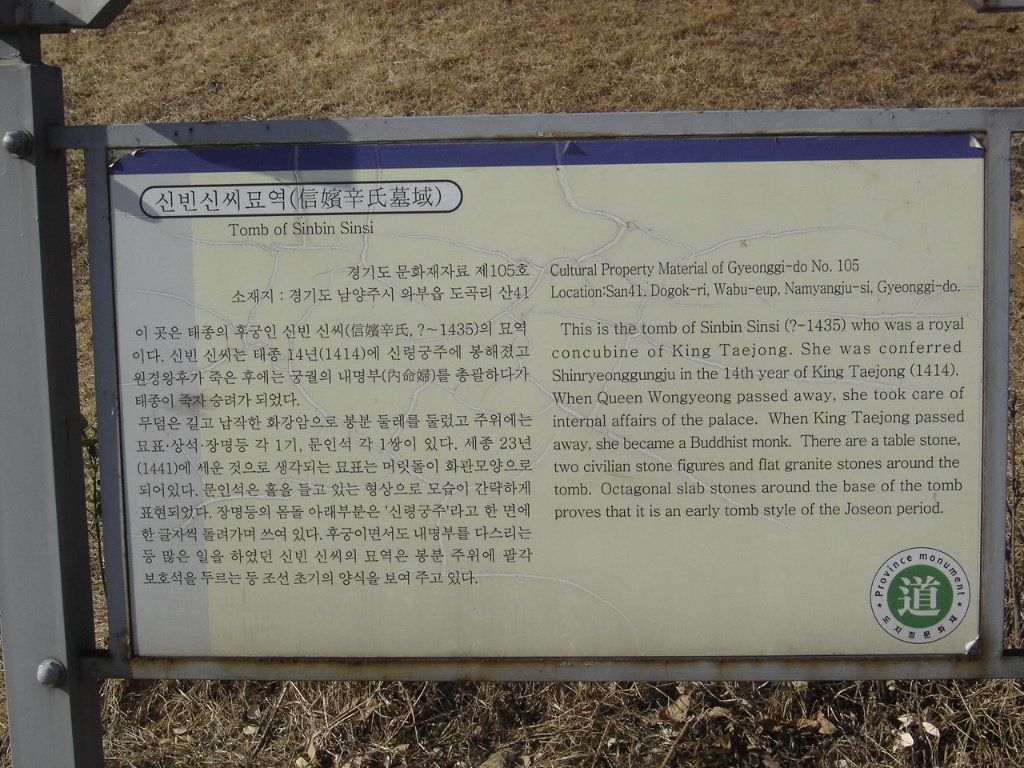 신빈신씨묘역(信嬪辛氏墓域)
Tomb of Sinbin Sinsi
경기도 문화재자료 제105호
소재지 : 경기도 남양주시 와부읍 도곡리 산41
이 곳은 태종의 후궁인 신빈 신씨(信嬪辛氏, ?~1435)의 묘역
이다. 신빈 신씨는 태종 14년(1414)에 신령궁주에 봉해졌고
원경왕후가 죽은 후에는 궁궐의 내명부(內命婦)를 총괄하다가
태종이 죽자 승려가 되었다.
무덤은 길고 납작한 화강암으로 봉분 둘레를 둘렀고 주위에는
묘표·상석·장명등 각 1기, 문인석 각 1쌍이 있다. 세종 23년
(1441)에 세운 것으로 생각되는 묘표는 머릿돌이 화관모양으로
되어있다. 문인석은 홀을 들고 있는 형상으로 모습이 간략하게
표현되었다. 장명등의 몸돌 아래부분은 '신령궁주'라고 한 면에
한 글자씩 돌려가며 쓰여 있다. 후궁이면서도 내명부를 다스리는
등 많은 일을 하였던 신빈 신씨의 묘역은 봉분 주위에 팔각
보호석을 두르는 등 조선 초기의 양식을 보여 주고 있다.
Cultural Property Material of Gyeonggi-do No. 105
Location:San41, Dogok-ri, Wabu-eup, Namyangju-si, Gyeonggi-do.
This is the tomb of Sinbin Sinsi (?-1435) who was a royal
concubine of King Taejong. She was conferred
Shinryeonggungju in the 14th year of King Taejong (1414).
When Queen Wongyeong passed away, she took care of
internal affairs of the palace. When King Taejong passed
away, she became a Buddhist monk. There are a table stone,
two civilian stone figures and flat granite stones around the
tomb. Octagonal slab stones around the base of the tomb
proves that it is an early tomb style of the Joseon period.
Province monument
道
도지정문화재